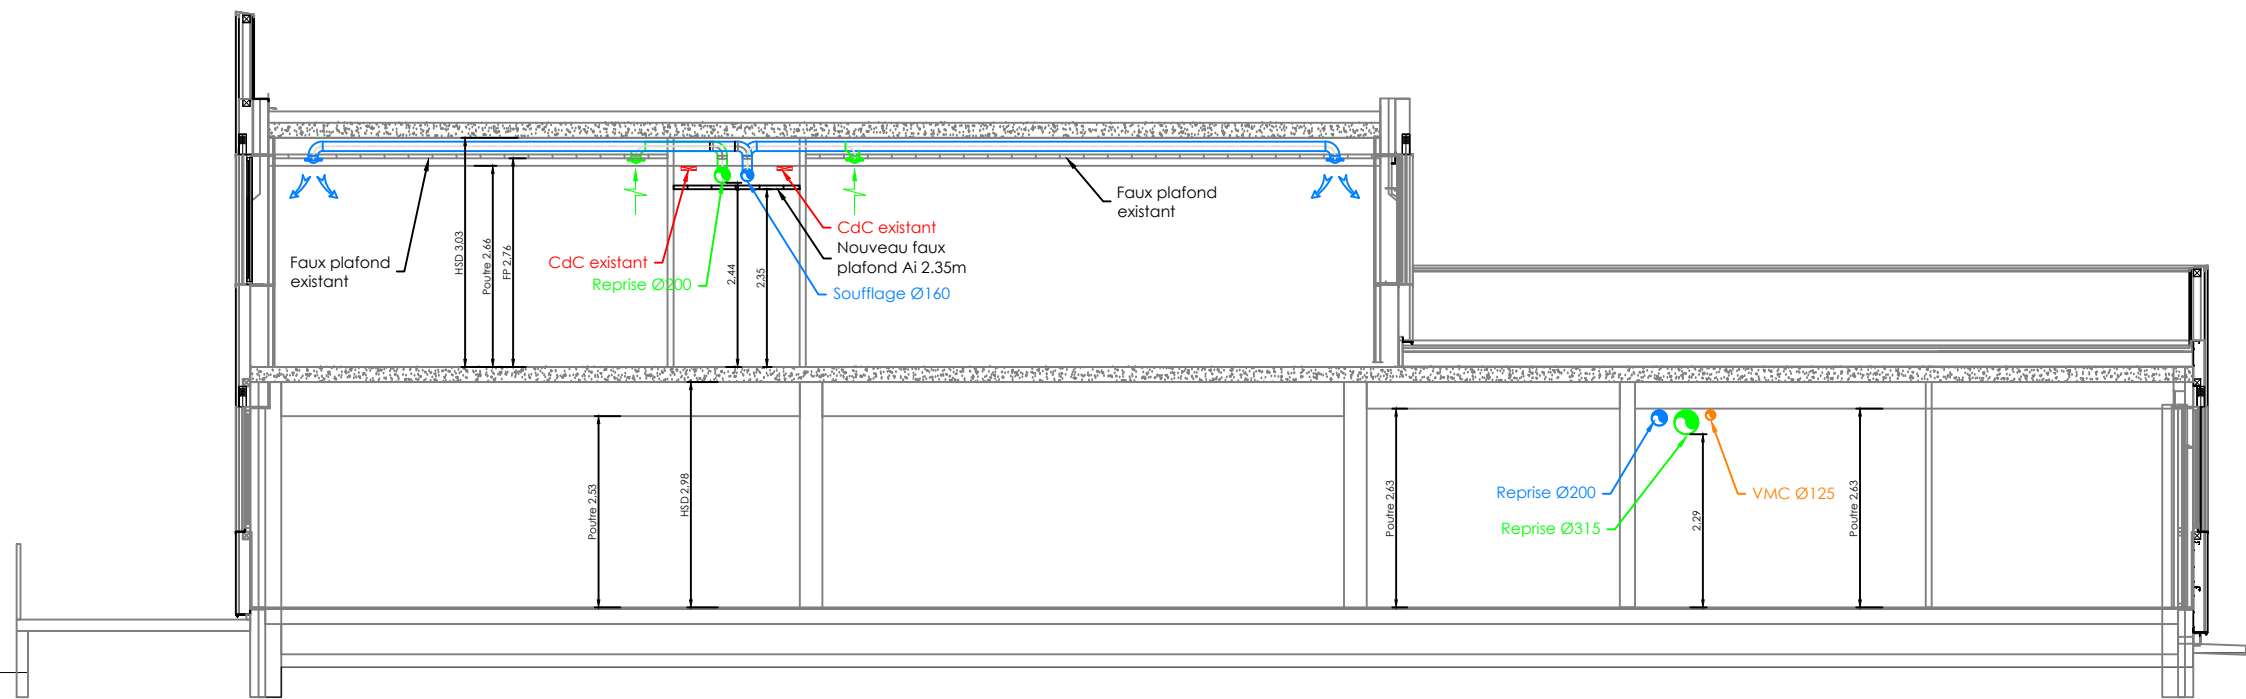 Faux plafond
existant
HSD 3,03
Poutre 2,66
FP 2,76
CdC existant
Reprise Ø200
2,44
2,35
CdC existant
Nouveau faux
plafond Ai 2.35m
Soufflage Ø160
Faux plafond
existant
Poutre 2,53
HSD 2,98
Poutre 2,63
Reprise Ø200
Reprise Ø315
2,29
VMC Ø125
Poutre 2,63